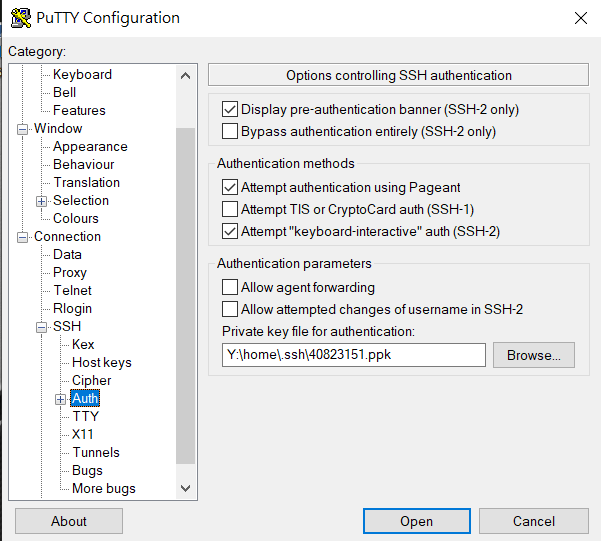 PuTTY Configuration
Category:
Keyboard
Bell
Features
Window
Appearance
Behaviour
Translation
Selection
Colours
Connection
Data
Proxy
Telnet
Rlogin
SSH
Kex
Host keys
Cipher
Auth
TTY
X11
Tunnels
Bugs
More bugs
Options controlling SSH authentication
Display pre-authentication banner (SSH-2 only)
Bypass authentication entirely (SSH-2 only)
Authentication methods
Attempt authentication using Pageant
Attempt TIS or CryptoCard auth (SSH-1)
Attempt "keyboard-interactive" auth (SSH-2)
Authentication parameters
Allow agent forwarding
Allow attempted changes of username in SSH-2
Private key file for authentication:
Y:\home\.ssh\40823151.ppk
Browse...
About
Open
Cancel